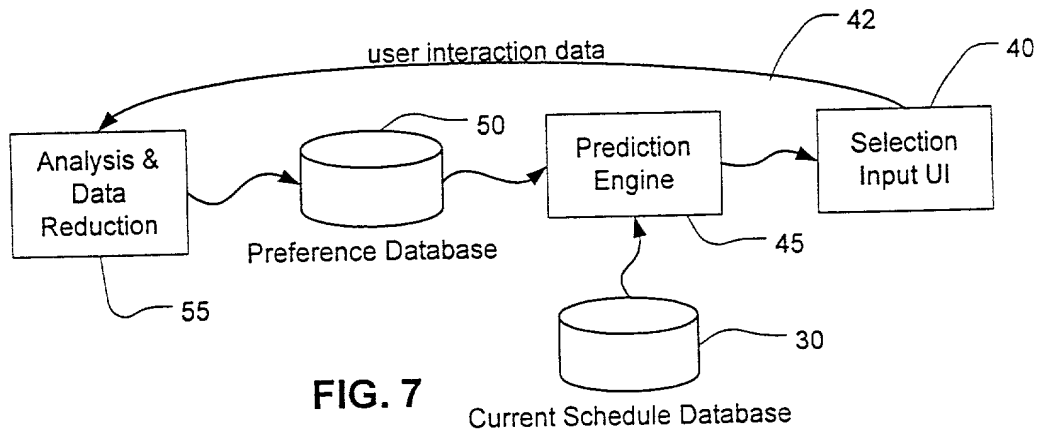 42
40
user interaction data
50
Analysis &
Data
Reduction
Prediction
Engine
Selection
Input UI
Preference Database
45
55
30
FIG. 7
Current Schedule Database